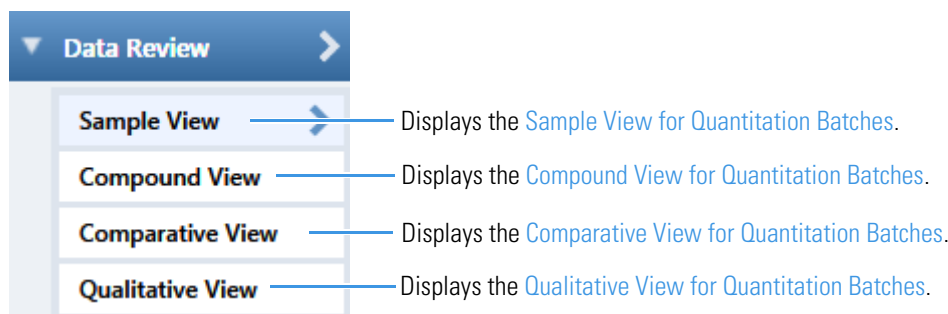 Data Review
Sample View Displays the Sample View for Quantitation Batches.
Compound View Displays the Compound View for Quantitation Batches.
Comparative View Displays the Comparative View for Quantitation Batches.
Qualitative View Displays the Qualitative View for Quantitation Batches.